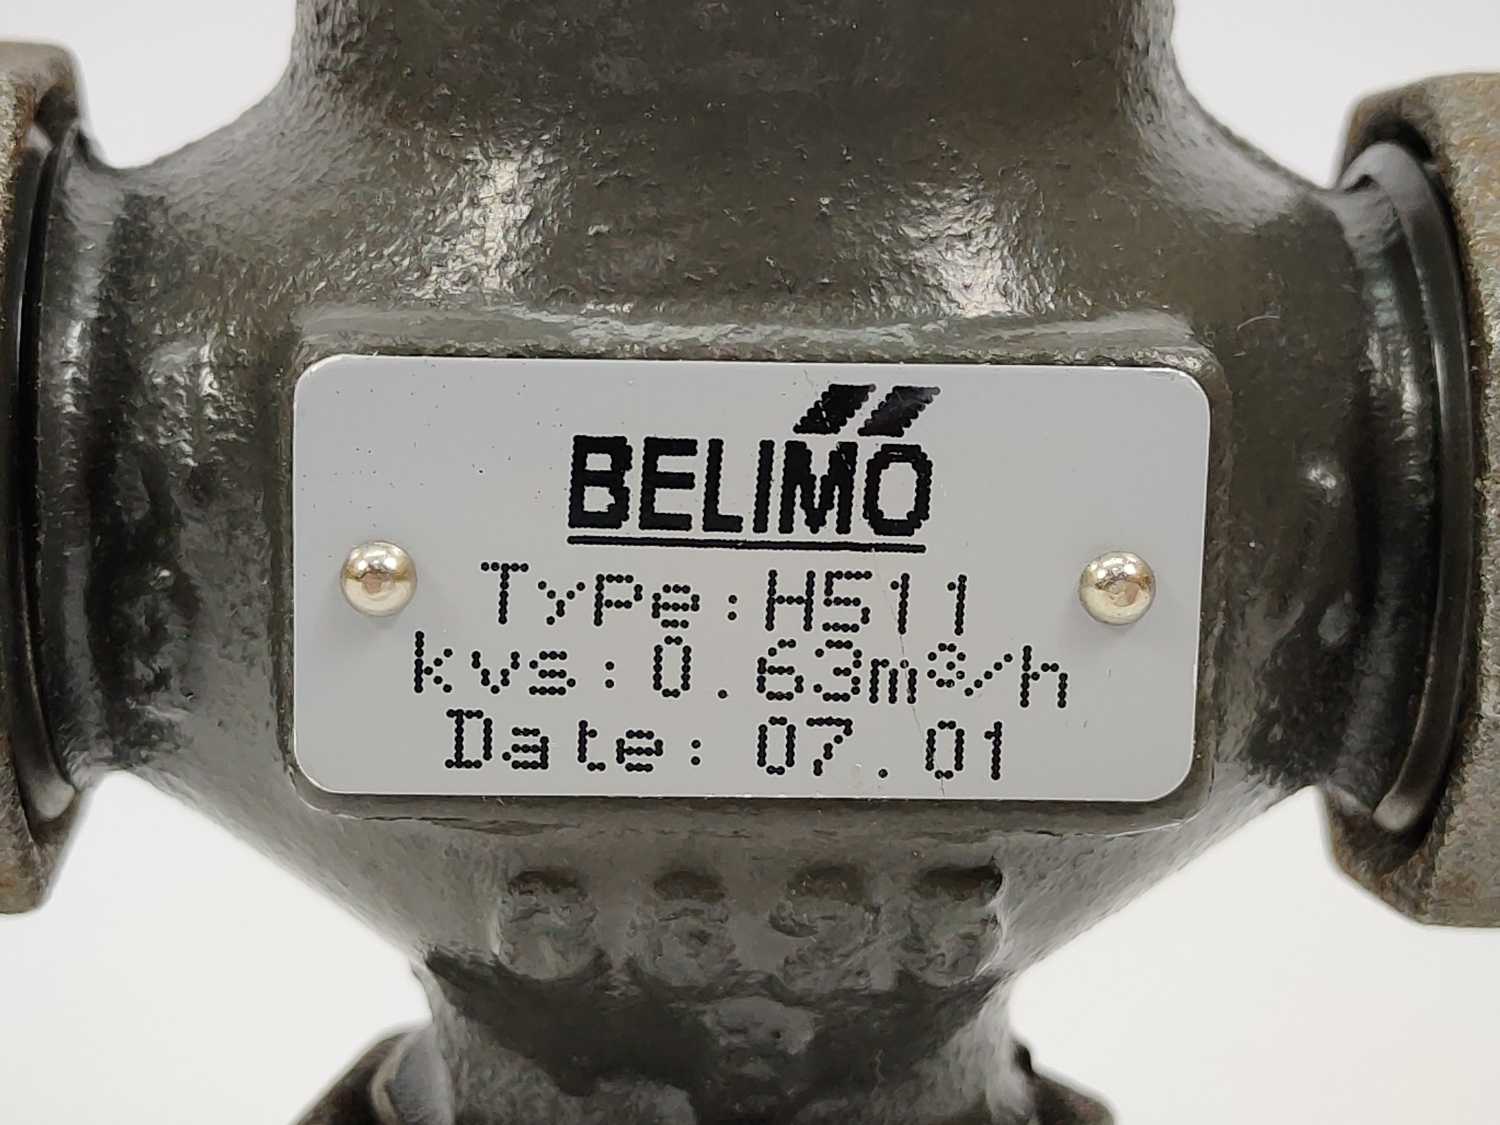 BELIMO
Type:H511
kvs:0.63m³/h
Date:07.01